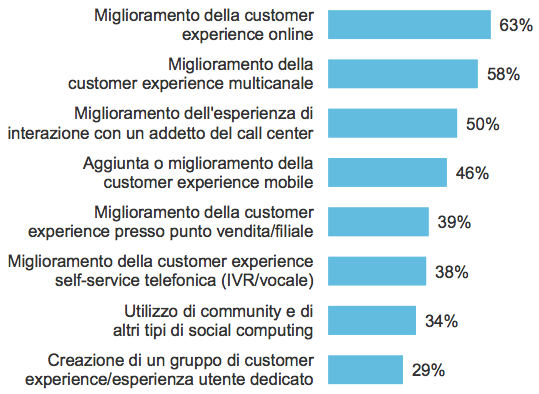 Miglioramento della customer
experience online
63%
Miglioramento della
customer experience multicanale
58%
Miglioramento dell'esperienza di
interazione con un addetto del call center
50%
Aggiunta o miglioramento della
customer experience mobile
46%
Miglioramento della customer
experience presso punto vendita/filiale
39%
Miglioramento della customer experience
self-service telefonica (IVR/vocale)
38%
Utilizzo di community e di
altri tipi di social computing
34%
Creazione di un gruppo di customer
experience/esperienza utente dedicato
29%